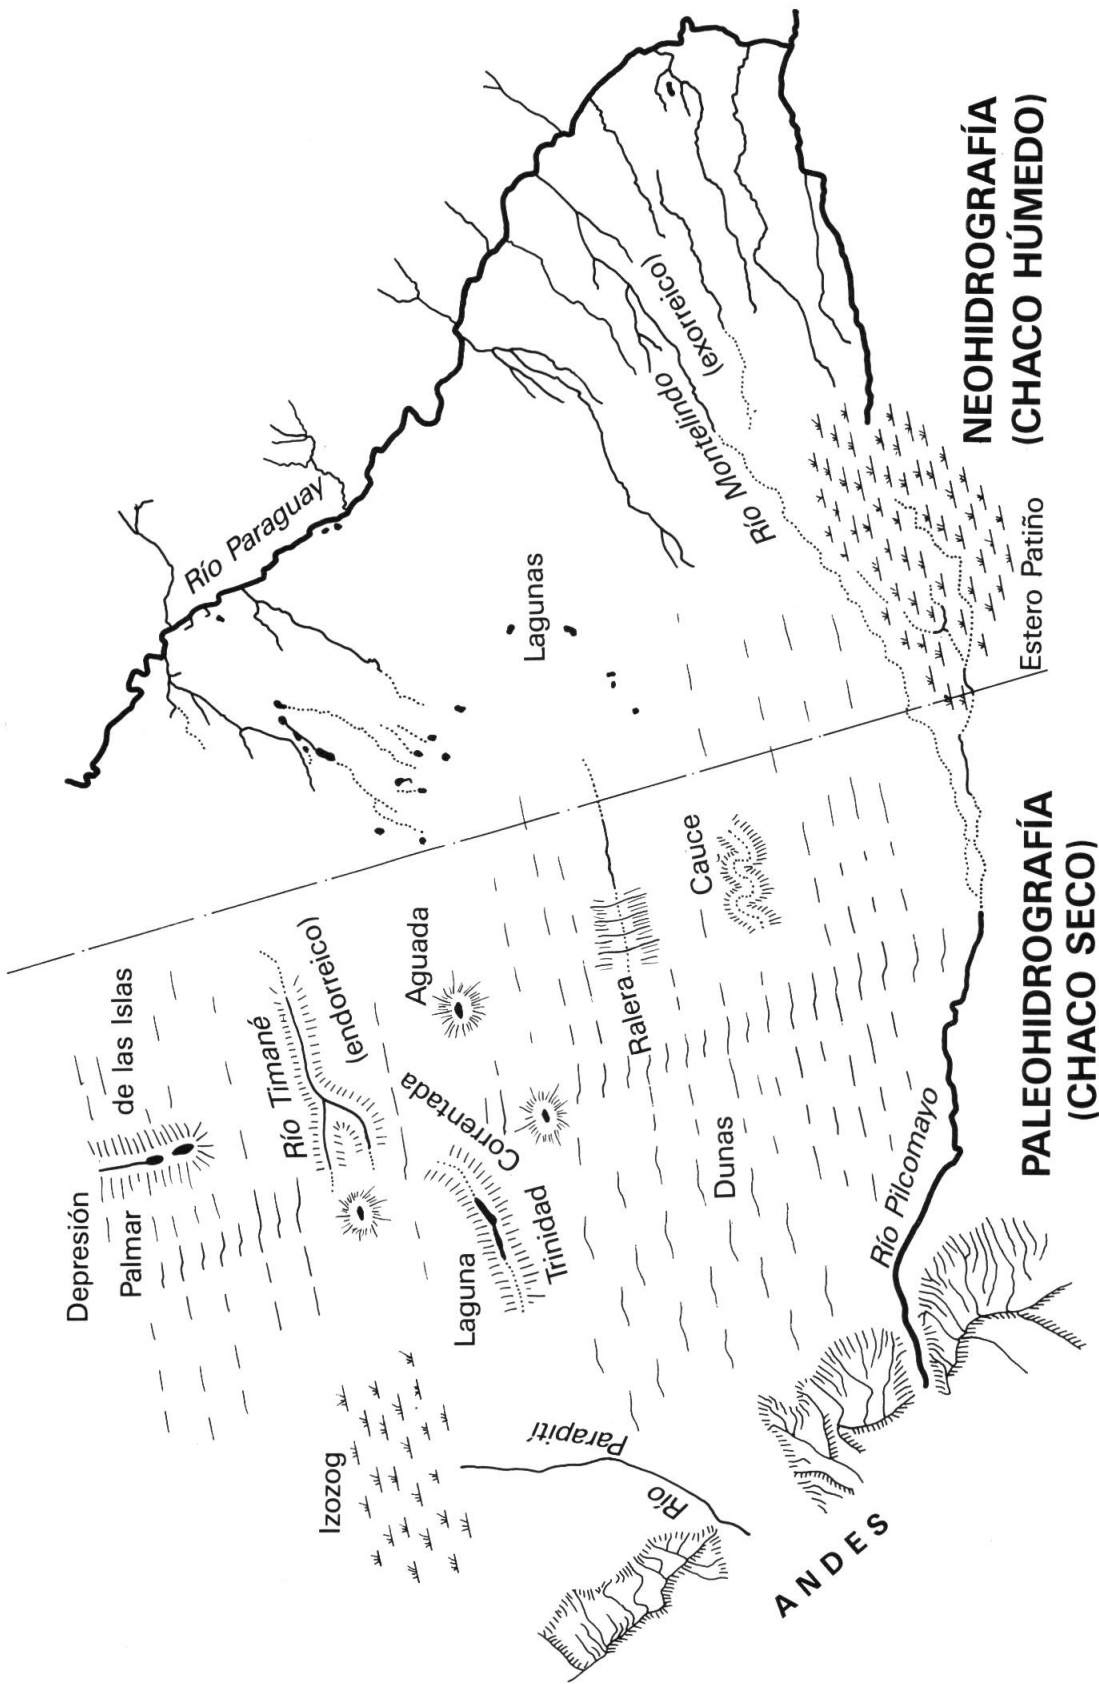 Depresión
Palmar
de las Islas
Río Paraguay
Río Timané
(endorreico)
Izozog
Laguna
Trinidad
Correntada
Aguada
Lagunas
Río
Parapití
Ralera
Dunas
Cauce
Río Montelindo
(exorreico)
ANDES
Río Pilcomayo
Estero Patiño
PALEOHIDROGRAFÍA
(CHACO SECO)
NEOHIDROGRAFÍA
(CHACO HÚMEDO)